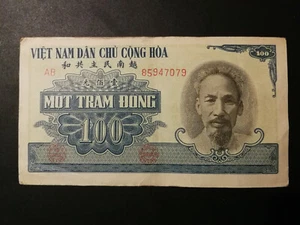 VIỆT NAM DÂN CHỦ CỘNG HÒA
和共主民南越
100
AB 85947079
MỘT TRĂM ĐỒNG
100